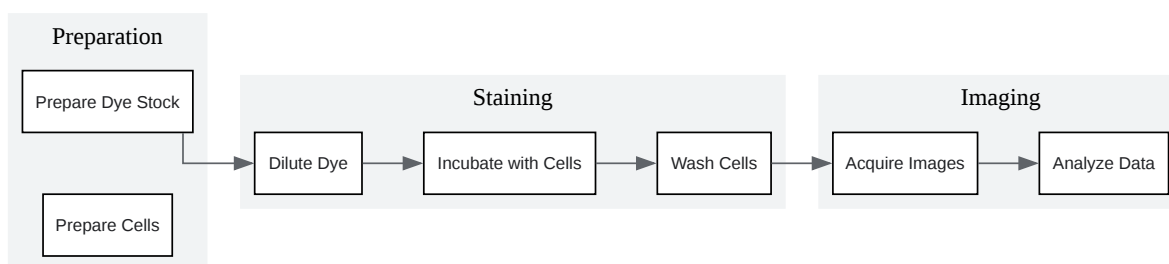 Preparation
Prepare Dye Stock
Prepare Cells
Staining
Dilute Dye
Incubate with Cells
Wash Cells
Imaging
Acquire Images
Analyze Data